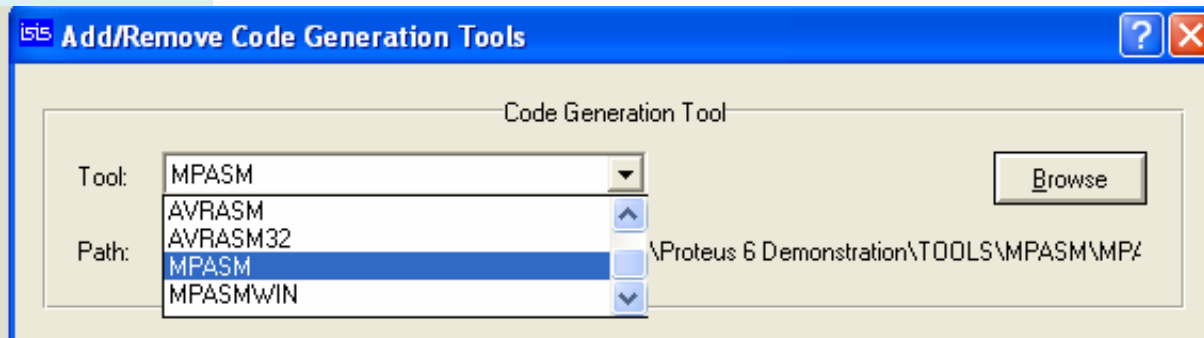 isis Add/Remove Code Generation Tools
Code Generation Tool
Tool: MPASM Browse
AVRASM
AVRASM32
Path: \Proteus 6 Demonstration\TOOLS\MPASM\MPA
MPASM
MPASMWIN